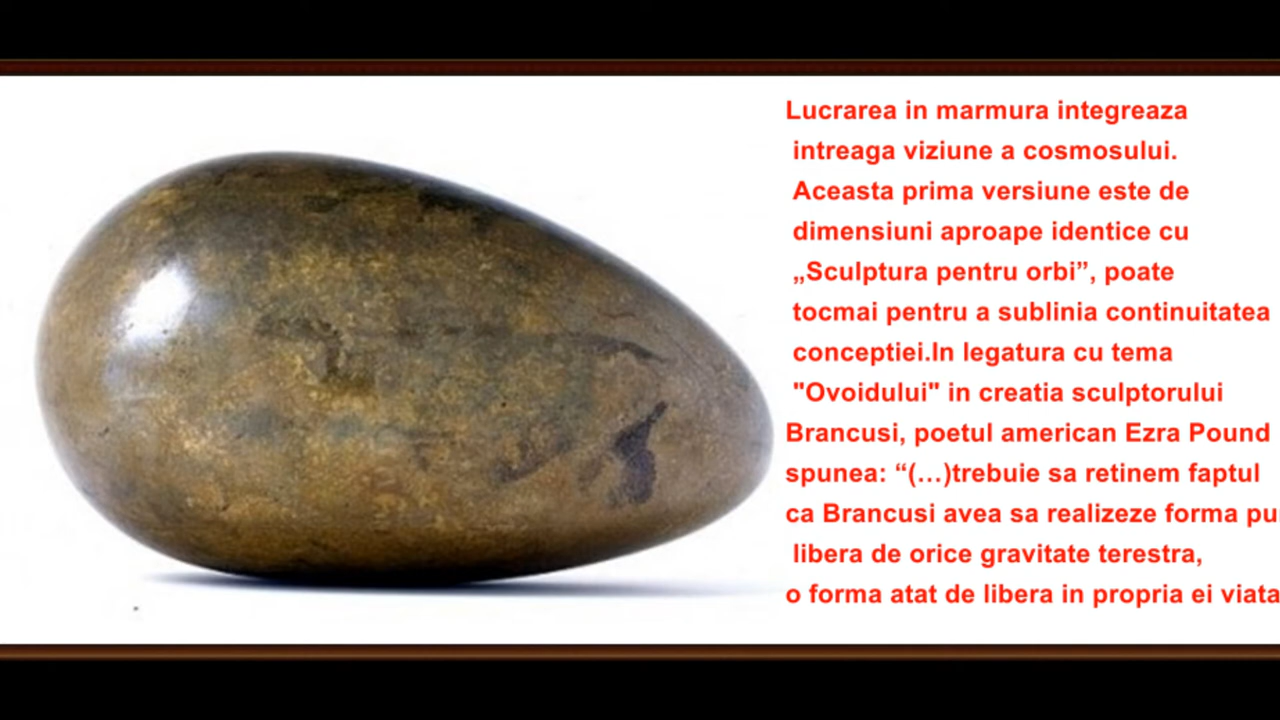 Lucrarea in marmura integreaza
intreaga viziune a cosmosului.
Aceasta prima versiune este de
dimensiuni aproape identice cu
„Sculptura pentru orbi”, poate
tocmai pentru a sublinia continuitatea
conceptiei.In legatura cu tema
"Ovoidului" in creatia sculptorului
Brancusi, poetul american Ezra Pound
spunea: “(…)trebuie sa retinem faptul
ca Brancusi avea sa realizeze forma
libera de orice gravitate terestra,
o forma atat de libera in propria ei viata